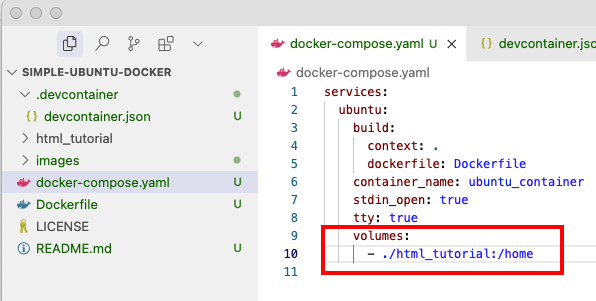 docker-compose.yaml U
devcontainer.jso
SIMPLE-UBUNTU-DOCKER
.devcontainer
devcontainer.json U
html_tutorial
images
docker-compose.yaml U
Dockerfile U
LICENSE
README.md U
docker-compose.yaml
1 services:
2 ubuntu:
3 build:
4 context: .
5 dockerfile: Dockerfile
6 container_name: ubuntu_container
7 stdin_open: true
8 tty: true
9 volumes:
10 - ./html_tutorial:/home
11